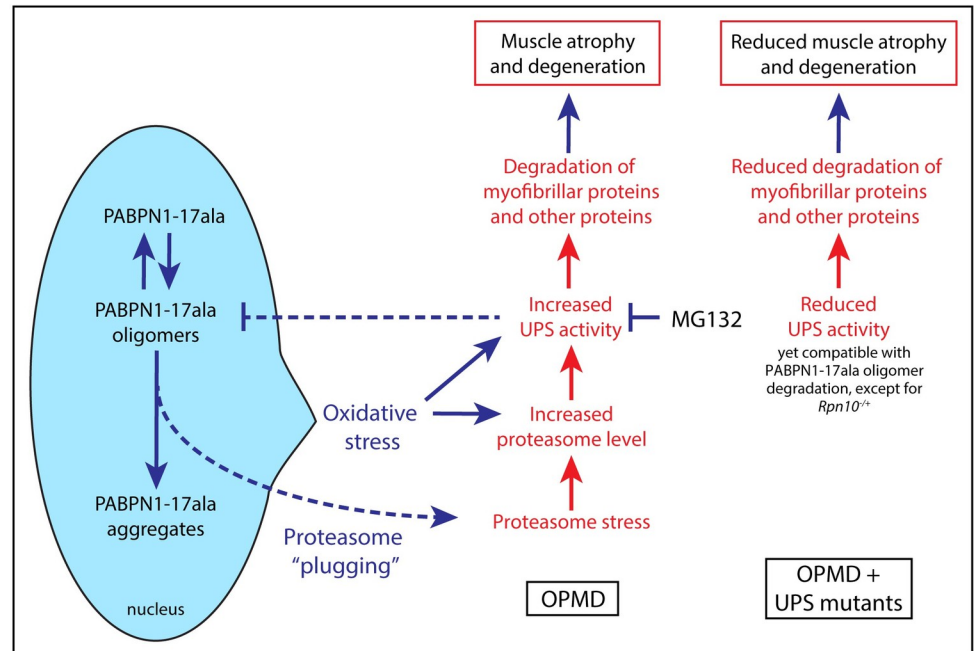 Muscle atrophy
and degeneration
Reduced muscle atrophy
and degeneration
Degradation of
myofibrillar proteins
and other proteins
Reduced degradation of
myofibrillar proteins
and other proteins
PABPN1-17ala
PABPN1-17ala
oligomers
Increased
UPS activity
MG132
Reduced
UPS activity
yet compatible with
PABPN1-17ala oligomer
degradation, except for
Rpn10-/+
Oxidative
stress
Increased
proteasome level
PABPN1-17ala
aggregates
Proteasome
“plugging”
Proteasome stress
nucleus
OPMD
OPMD +
UPS mutants